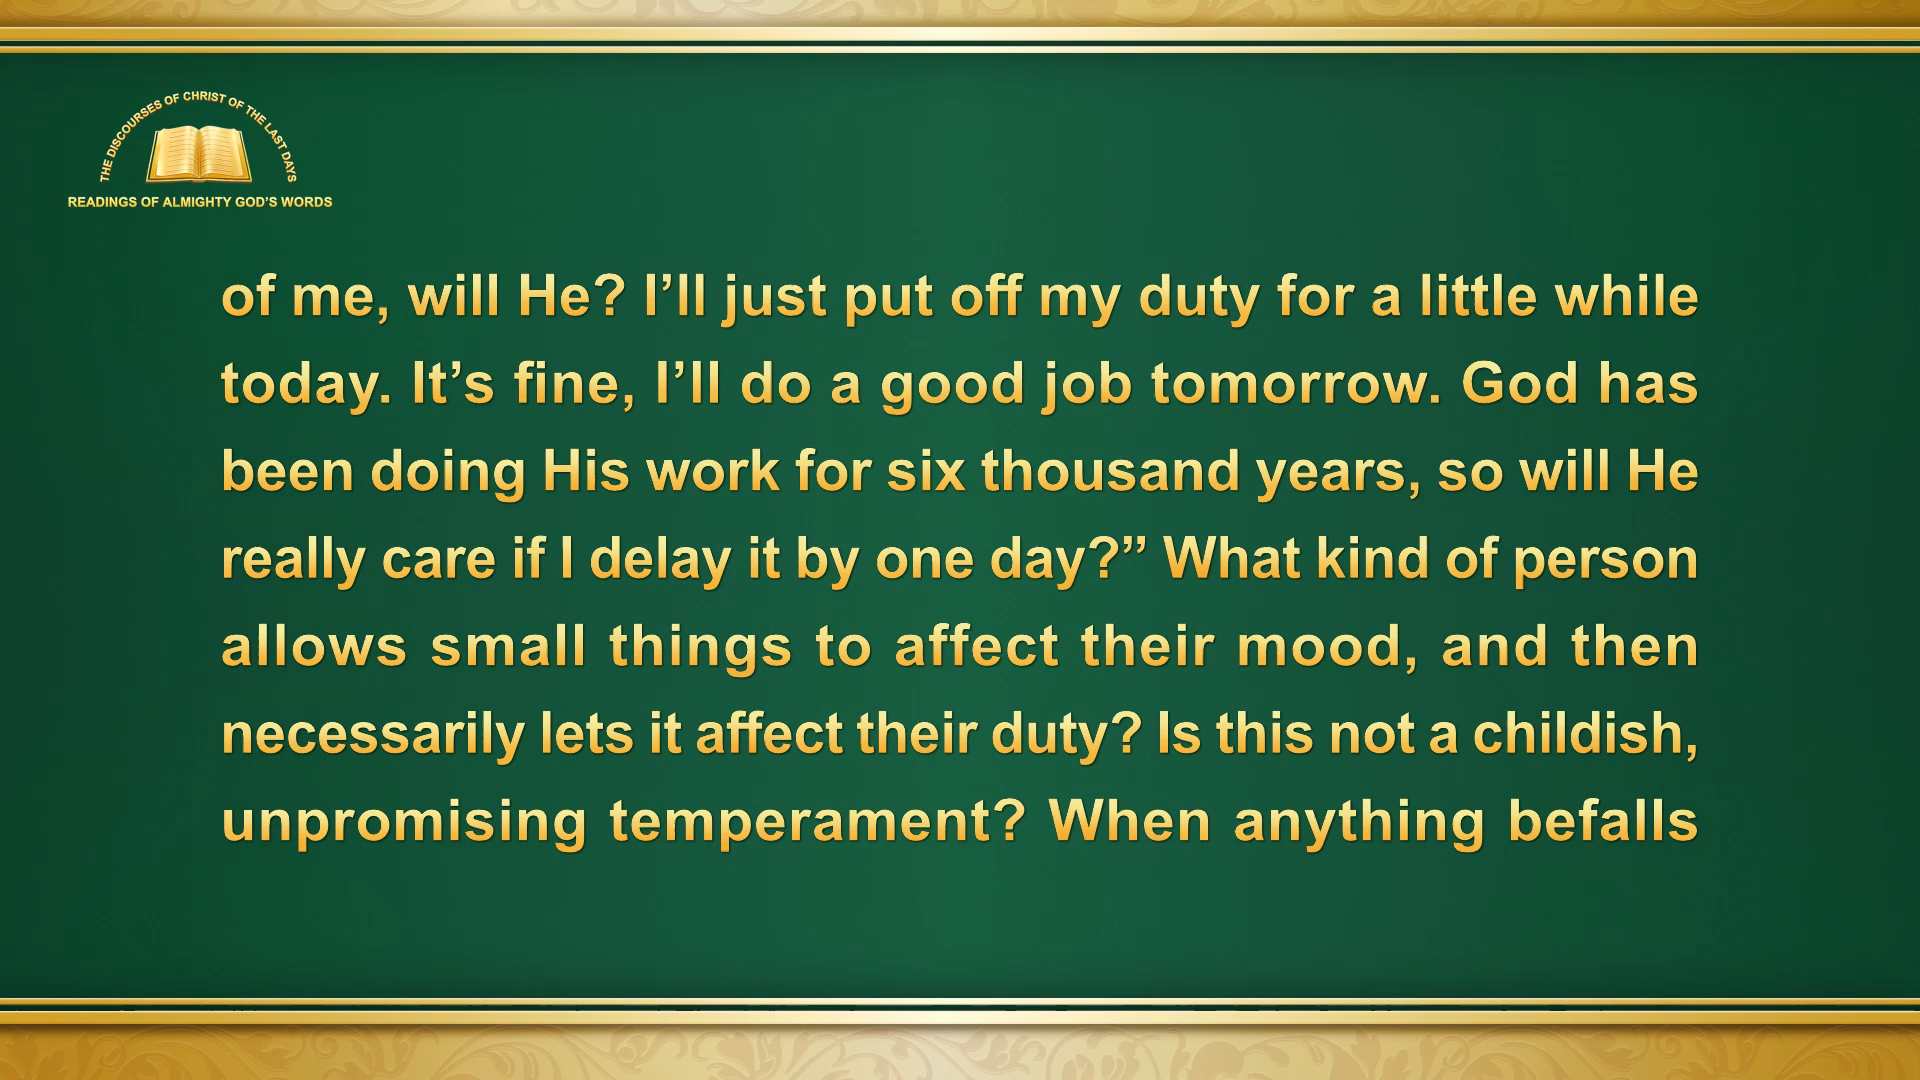 THE DISCOURSES OF CHRIST OF THE LAST DAYS
READINGS OF ALMIGHTY GOD’S WORDS
of me, will He? I’ll just put off my duty for a little while
today. It’s fine, I’ll do a good job tomorrow. God has
been doing His work for six thousand years, so will He
really care if I delay it by one day?” What kind of person
allows small things to affect their mood, and then
necessarily lets it affect their duty? Is this not a childish,
unpromising temperament? When anything befalls